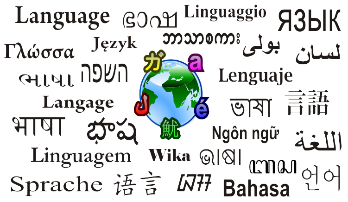 Language ഭാഷ Linguaggio ЯЗЫК
Γλώσσα Język ဘာသာစကား بولی لسان
ભાષા השפה ガ a Lenguaje
Langage é भाषा 言語
भाषा భాష Ngôn ngữ اللغة
Linguagem Wika 언어
Sprache 语言 Bahasa